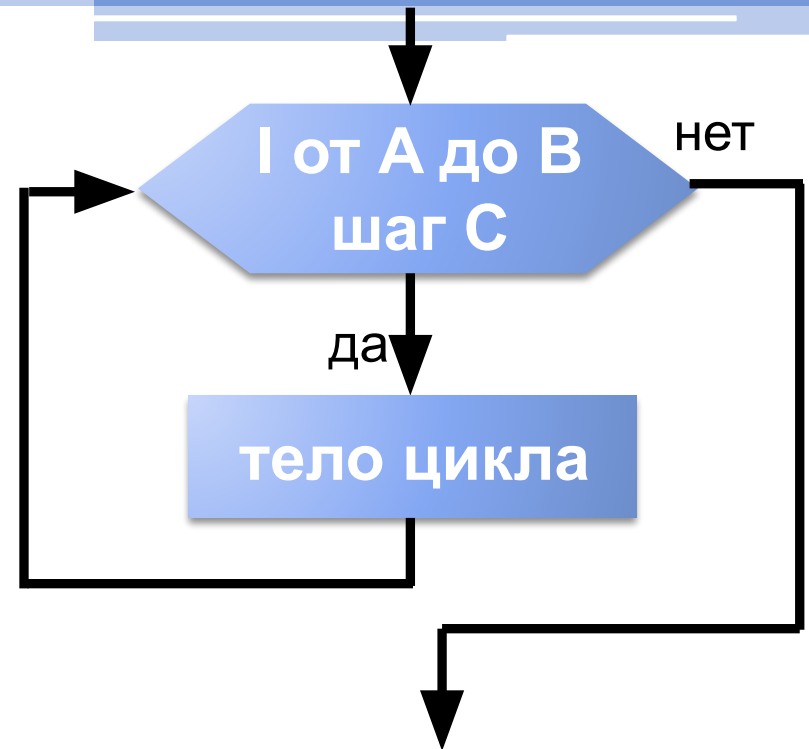 I от А до В
шаг С
нет
да
тело цикла